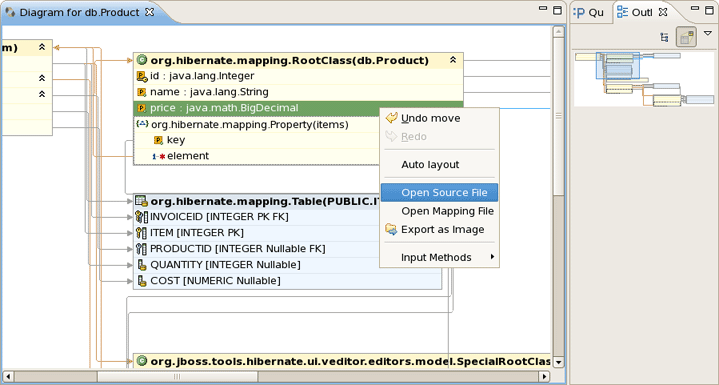 Diagram for db.Product
Qu
Outl
m)
org.hibernate.mapping.RootClass(db.Product)
id : java.lang.Integer
name : java.lang.String
price : java.math.BigDecimal
org.hibernate.mapping.Property(items)
key
element
Undo move
Redo
Auto layout
Open Source File
Open Mapping File
Export as Image
Input Methods
org.hibernate.mapping.Table(PUBLIC.I
INVOICEID [INTEGER PK FK]
ITEM [INTEGER PK]
PRODUCTID [INTEGER Nullable FK]
QUANTITY [INTEGER Nullable]
COST [NUMERIC Nullable]
org.jboss.tools.hibernate.ui.veditor.editors.model.SpecialRootClas